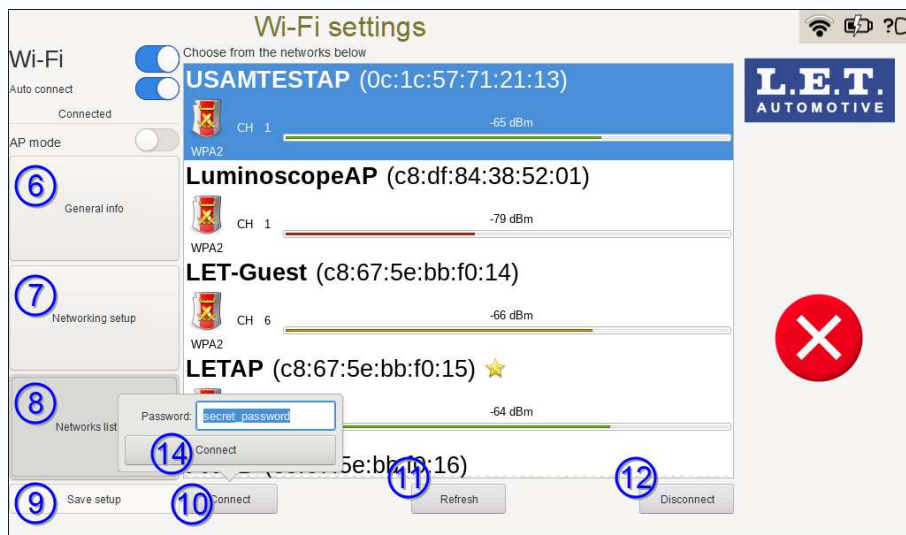 Wi-Fi settings
?
Wi-Fi
Choose from the networks below
Auto connect
Connected
AP mode
USAMTESTAP (0c:1c:57:71:21:13)
CH 1
-65 dBm
WPA2
L.E.T.
AUTOMOTIVE
LuminoscopeAP (c8:df:84:38:52:01)
CH 1
-79 dBm
WPA2
LET-Guest (c8:67:5e:bb:f0:14)
CH 6
-66 dBm
WPA2
LETAP (c8:67:5e:bb:f0:15)
-64 dBm
5e:bb:f0:16)
6
General info
7
Networking setup
8
Networks list
Password:
secret_password
14
Connect
9
Save setup
10
Connect
11
Refresh
12
Disconnect